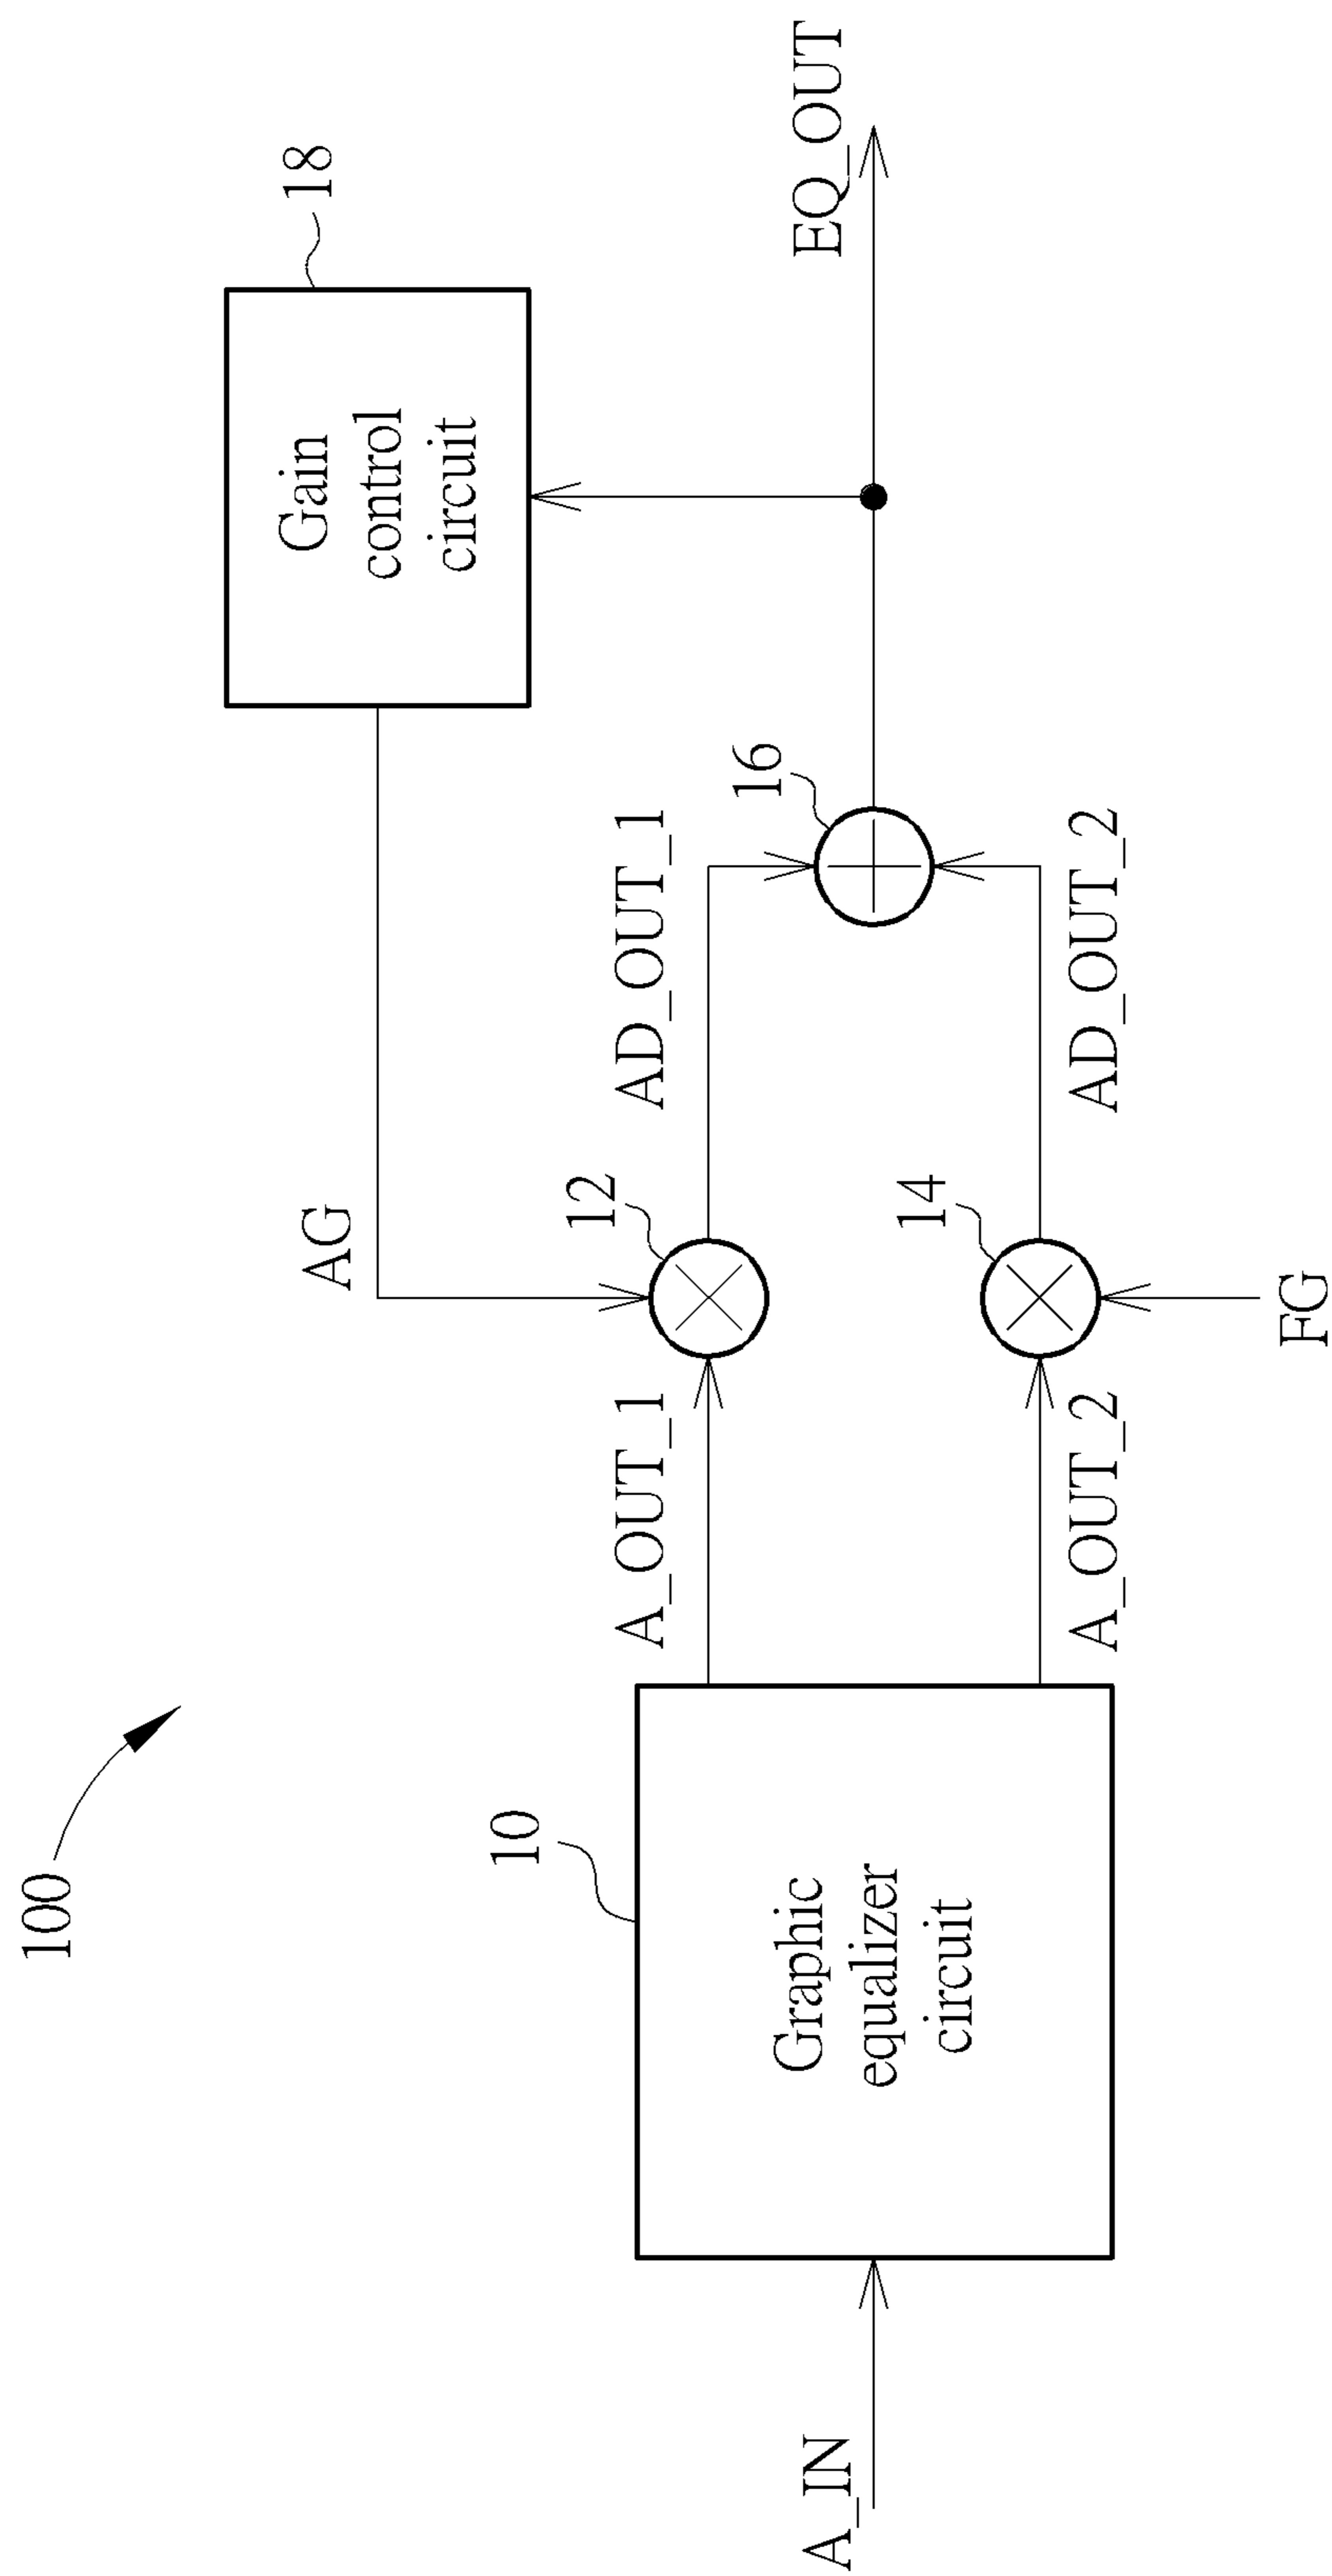 100
18
Gain
control
circuit
AG
EQ_OUT
16
AD_OUT_1
12
A_OUT_1
10
Graphic
equalizer
circuit
A_IN
14
AD_OUT_2
A_OUT_2
FG